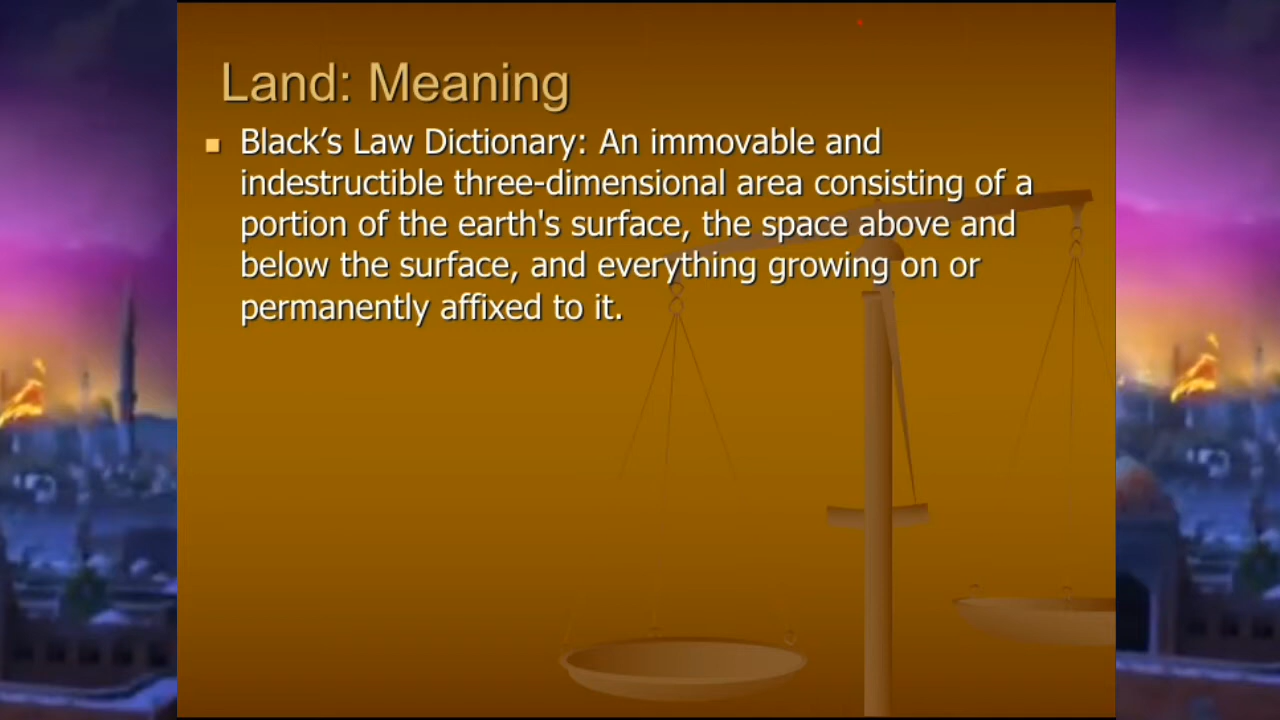 Land: Meaning
Black’s Law Dictionary: An immovable and
indestructible three-dimensional area consisting of a
portion of the earth's surface, the space above and
below the surface, and everything growing on or
permanently affixed to it.